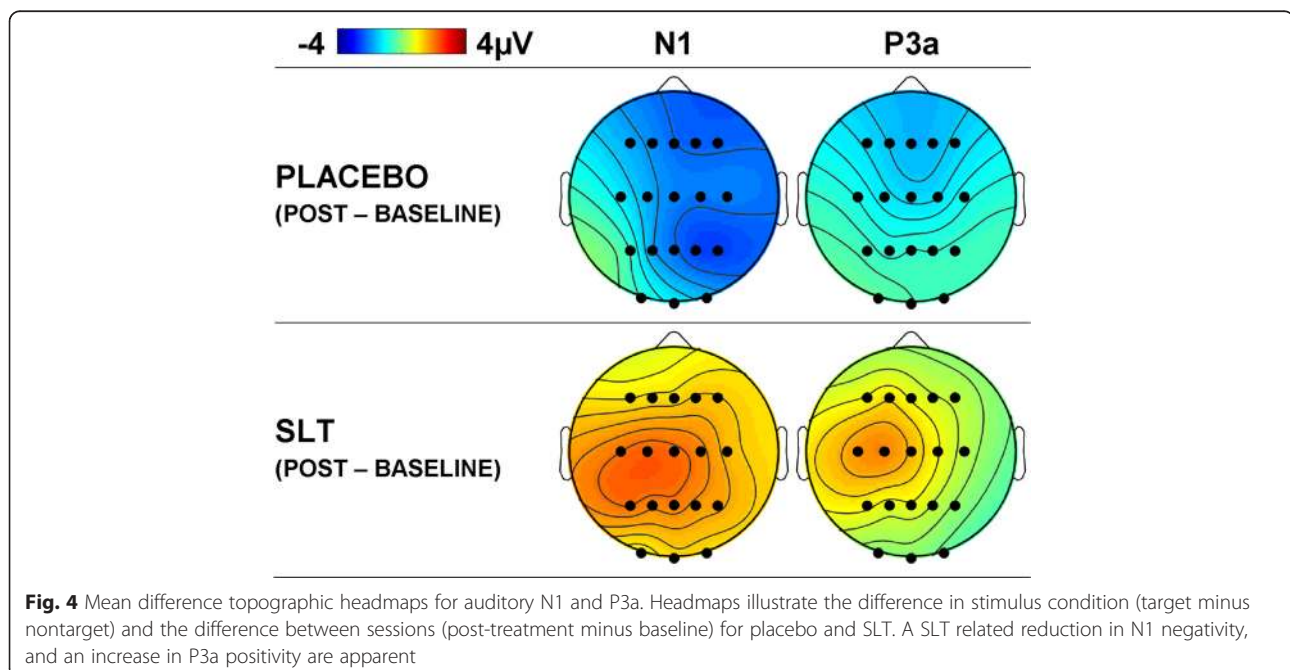 -4 4µV N1 P3a
PLACEBO
(POST – BASELINE)
SLT
(POST – BASELINE)
Fig. 4 Mean difference topographic headmaps for auditory N1 and P3a. Headmaps illustrate the difference in stimulus condition (target minus
nontarget) and the difference between sessions (post-treatment minus baseline) for placebo and SLT. A SLT related reduction in N1 negativity,
and an increase in P3a positivity are apparent